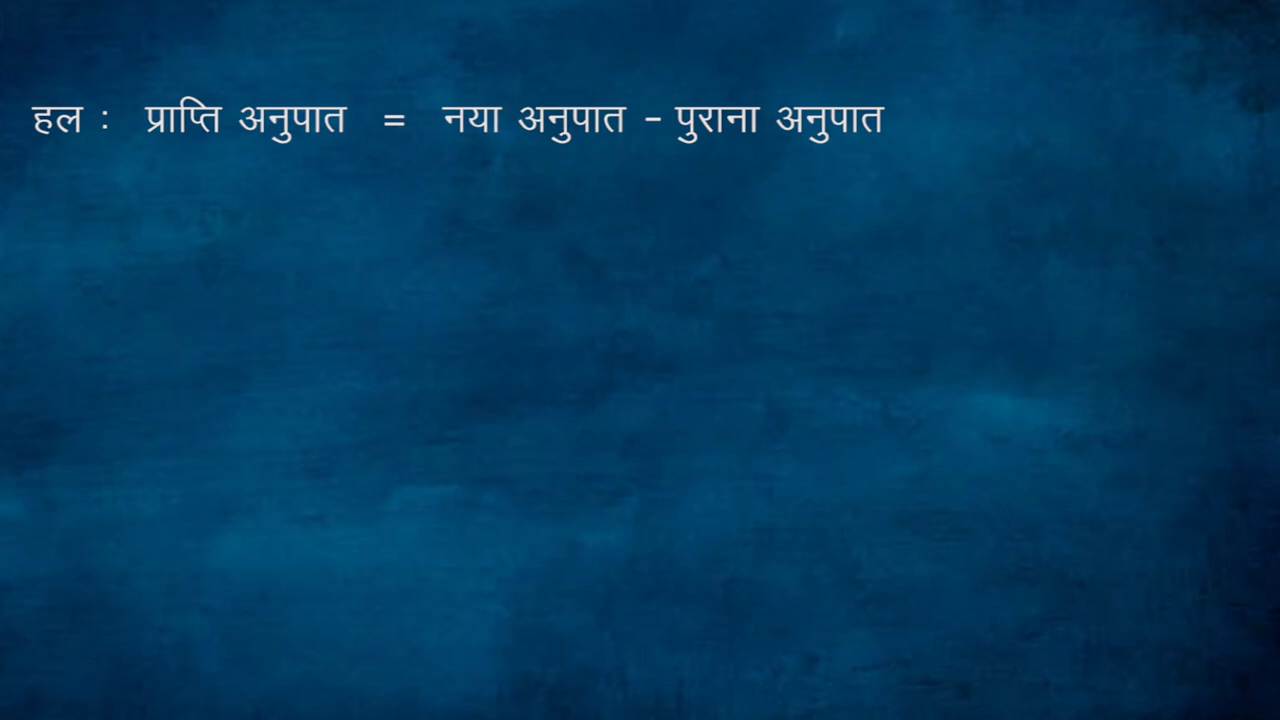 हल : प्राप्ति अनुपात = नया अनुपात - पुराना अनुपात